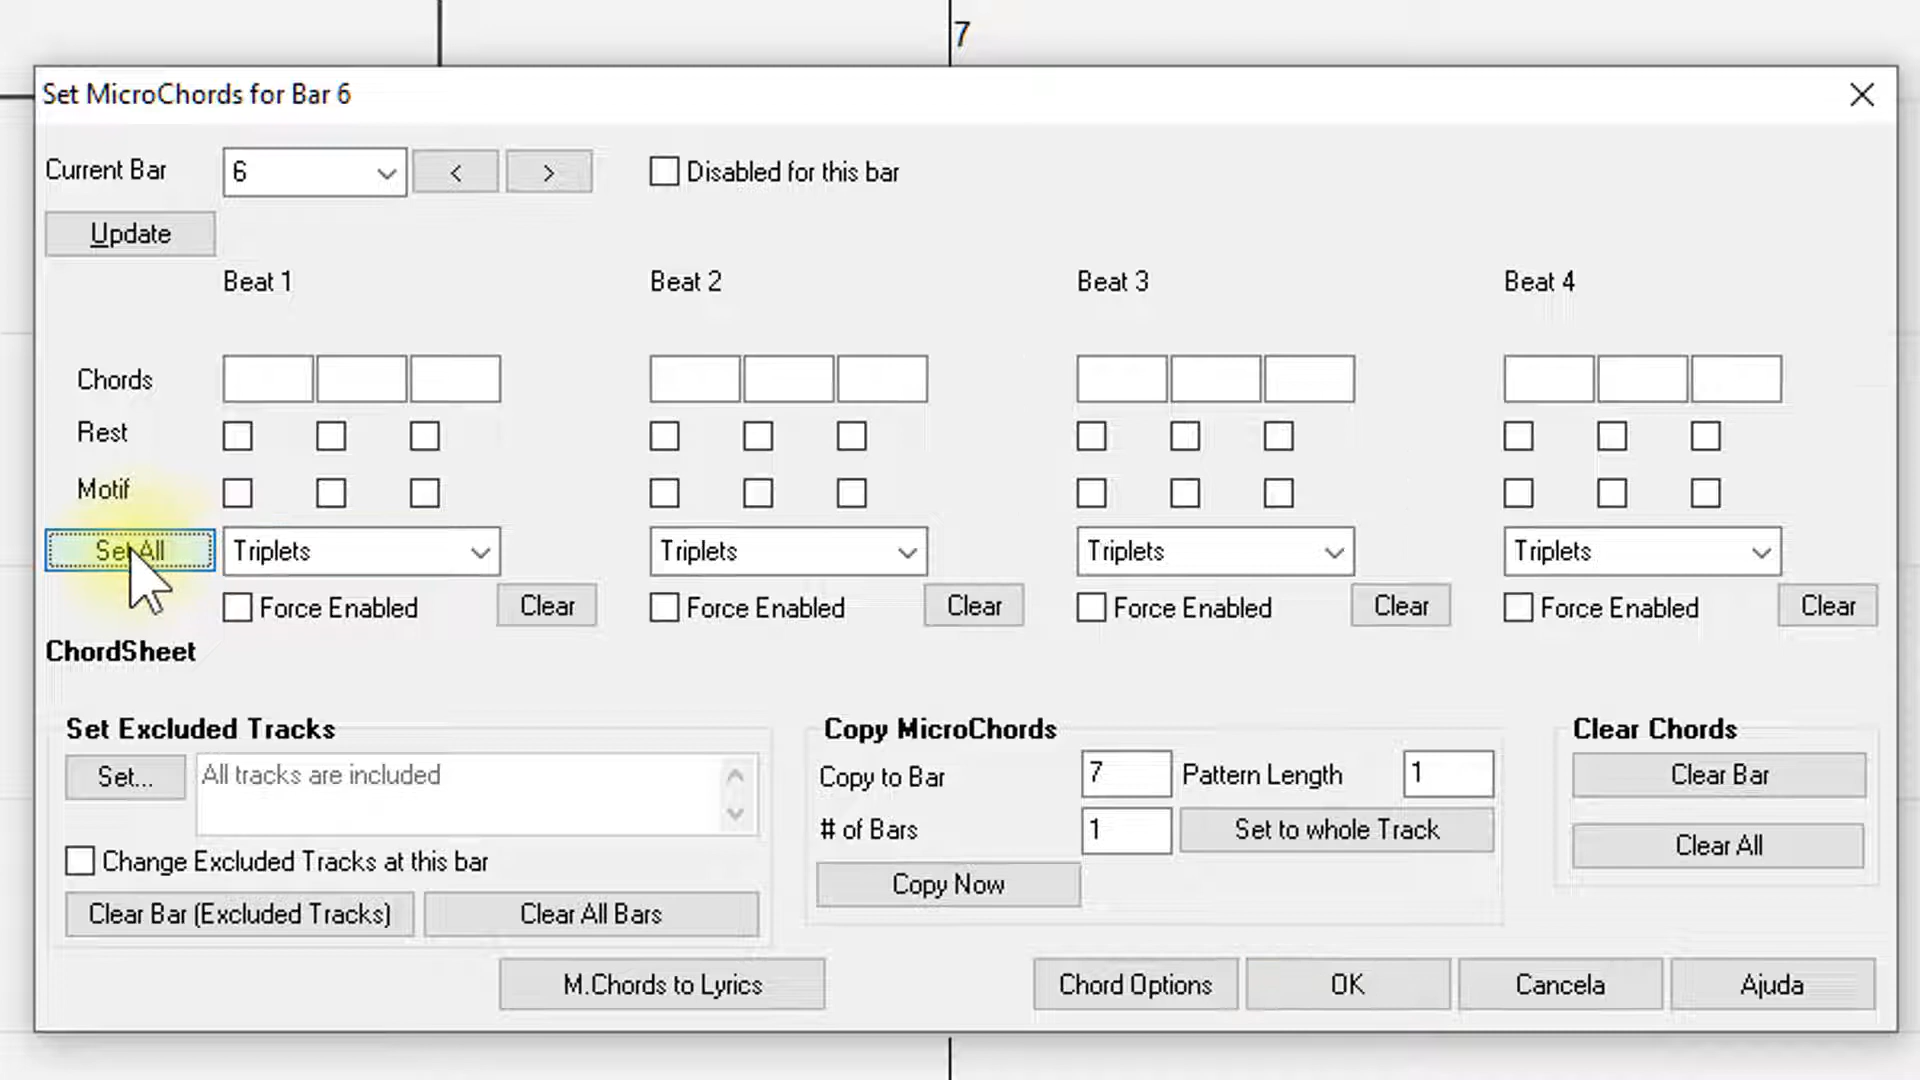 7
Set MicroChords for Bar 6
Current Bar 6 < > Disabled for this bar
Update
Beat 1 Beat 2 Beat 3 Beat 4
Chords
Rest
Motif
Set All Triplets Triplets Triplets Triplets
Force Enabled Clear Force Enabled Clear Force Enabled Clear Force Enabled Clear
ChordSheet
Set Excluded Tracks
Set... All tracks are included
Change Excluded Tracks at this bar
Clear Bar (Excluded Tracks) Clear All Bars
Copy MicroChords
Copy to Bar 7 Pattern Length 1
# of Bars 1 Set to whole Track
Copy Now
Clear Chords
Clear Bar
Clear All
M.Chords to Lyrics Chord Options OK Cancela Ajuda